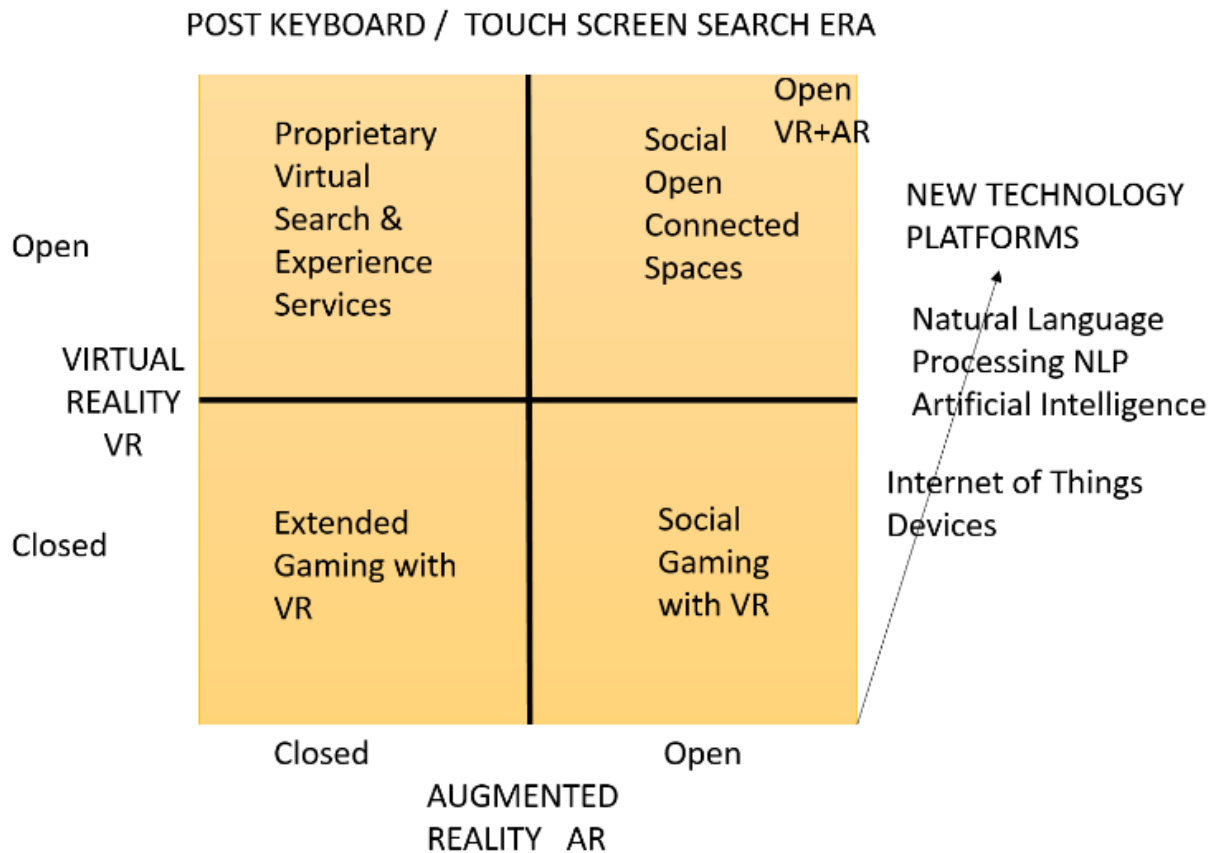 POST KEYBOARD / TOUCH SCREEN SEARCH ERA
Open
VR+AR
Proprietary
Virtual
Search &
Experience
Services
Social
Open
Connected
Spaces
NEW TECHNOLOGY
PLATFORMS
Open
Natural Language
Processing NLP
Artificial Intelligence
VIRTUAL
REALITY
VR
Internet of Things
Devices
Closed
Extended
Gaming with
VR
Social
Gaming
with VR
Closed
Open
AUGMENTED
REALITY AR